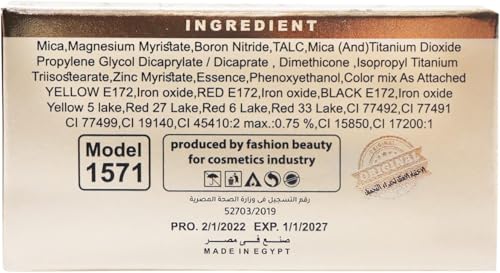 INGREDIENT
Mica,Magnesium Myristate,Boron Nitride,TALC,Mica (And)Titanium Dioxide
Propylene Glycol Dicaprylate / Dicaprate , Dimethicone ,Isopropyl Titanium
Triisostearate,Zinc Myristate,Essence,Phenoxyethanol,Color mix As Attached
YELLOW E172,Iron oxide,RED E172,Iron oxide,BLACK E172,Iron oxide
Yellow 5 lake,Red 27 Lake,Red 6 Lake,Red 33 Lake,CI 77492,CI 77491
CI 77499,CI 19140,CI 45410:2 max.:0.75 %,CI 15850,CI 17200:1
Model
1571
produced by fashion beauty
for cosmetics industry
ORIGINAL
رقم التسجيل فى وزارة الصحة المصرية
52703/2019
PRO. 2/1/2022 EXP. 1/1/2027
صنع فى مصر
MADE IN EGYPT